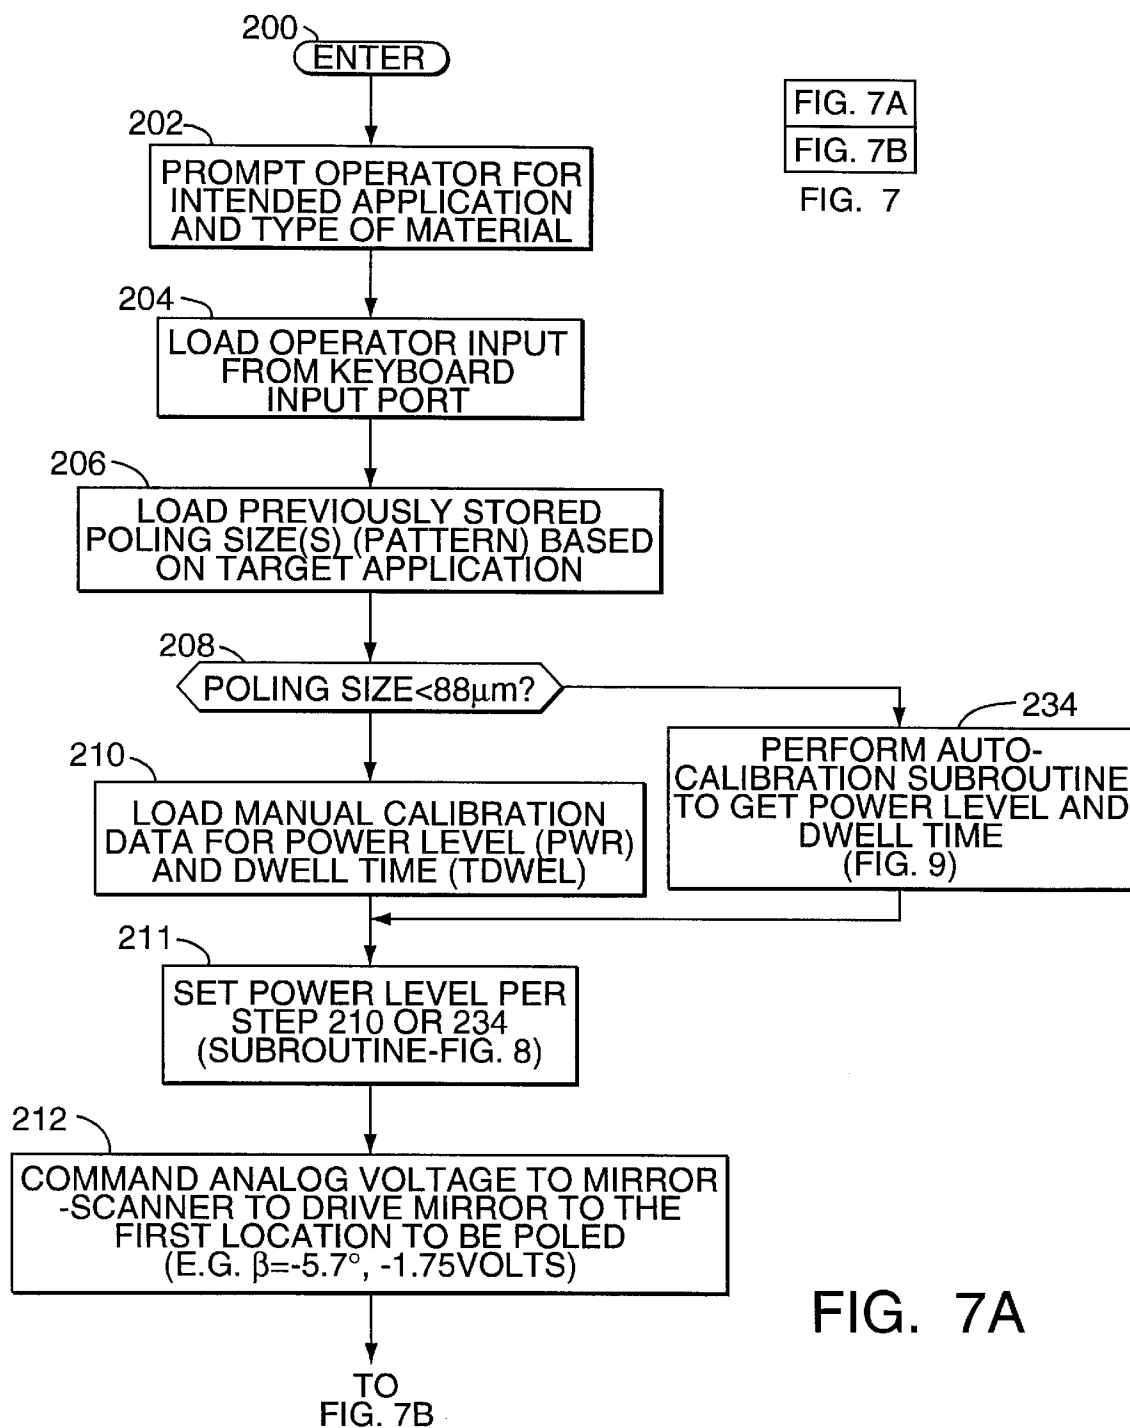 200
ENTER
FIG. 7A
FIG. 7B
FIG. 7
202
PROMPT OPERATOR FOR
INTENDED APPLICATION
AND TYPE OF MATERIAL
204
LOAD OPERATOR INPUT
FROM KEYBOARD
INPUT PORT
206
LOAD PREVIOUSLY STORED
POLING SIZE(S) (PATTERN) BASED
ON TARGET APPLICATION
208
POLING SIZE<88μm?
234
PERFORM AUTO-
CALIBRATION SUBROUTINE
TO GET POWER LEVEL AND
DWELL TIME
(FIG. 9)
210
LOAD MANUAL CALIBRATION
DATA FOR POWER LEVEL (PWR)
AND DWELL TIME (TDWEL)
211
SET POWER LEVEL PER
STEP 210 OR 234
(SUBROUTINE-FIG. 8)
212
COMMAND ANALOG VOLTAGE TO MIRROR
-SCANNER TO DRIVE MIRROR TO THE
FIRST LOCATION TO BE POLED
(E.G. β=-5.7°, -1.75VOLTS)
TO
FIG. 7B
FIG. 7A